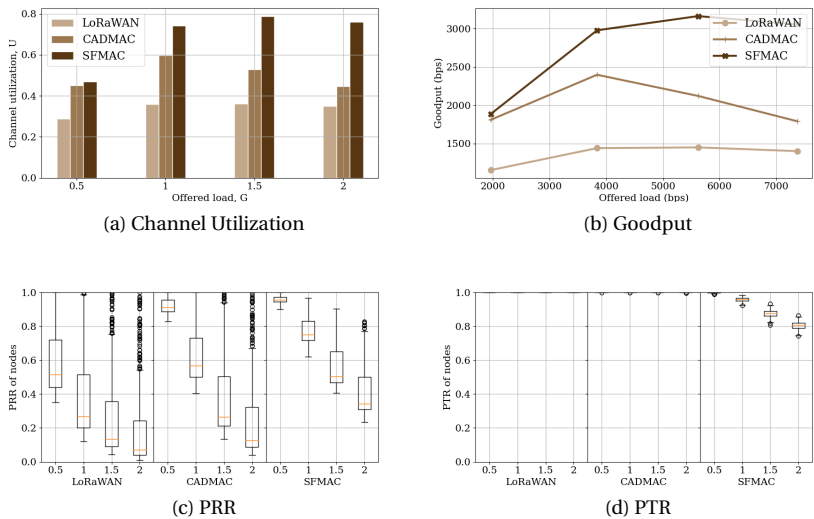 0.8
0.6
0.4
0.2
0.0
Channel utilization, U
LoRaWAN
CADMAC
SFMAC
0.5 1 1.5 2
Offered load, G
(a) Channel Utilization
3000
2500
2000
1500
Goodput (bps)
LoRaWAN
CADMAC
SFMAC
2000 3000 4000 5000 6000 7000
Offered load (bps)
(b) Goodput
1.0
0.8
0.6
0.4
0.2
0.0
PRR of nodes
0.5 1 1.5 2 0.5 1 1.5 2 0.5 1 1.5 2
LoRaWAN CADMAC SFMAC
(c) PRR
1.0
0.8
0.6
0.4
0.2
0.0
PTR of nodes
0.5 1 1.5 2 0.5 1 1.5 2 0.5 1 1.5 2
LoRaWAN CADMAC SFMAC
(d) PTR